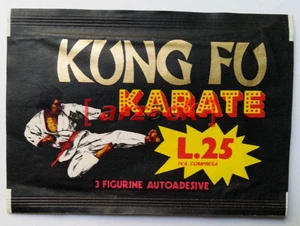 KUNG FU
KARATE
L.25
IVA COMPRESA
3 FIGURINE AUTOADESIVE